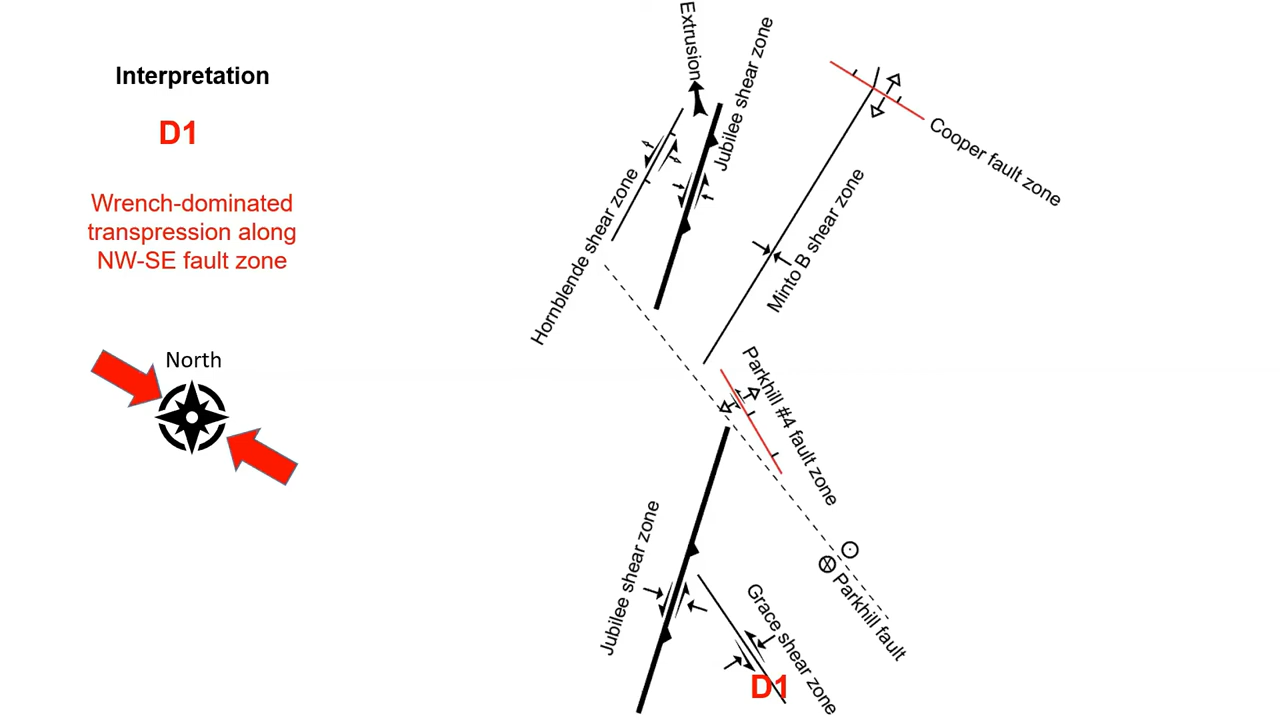 Interpretation
D1
Wrench-dominated
transpression along
NW-SE fault zone
North
Extrusion
Jubilee shear zone
Hornblende shear zone
Cooper fault zone
Minto B shear zone
Parkhill #4 fault zone
Jubilee shear zone
Parkhill fault
Grace shear zone
D1